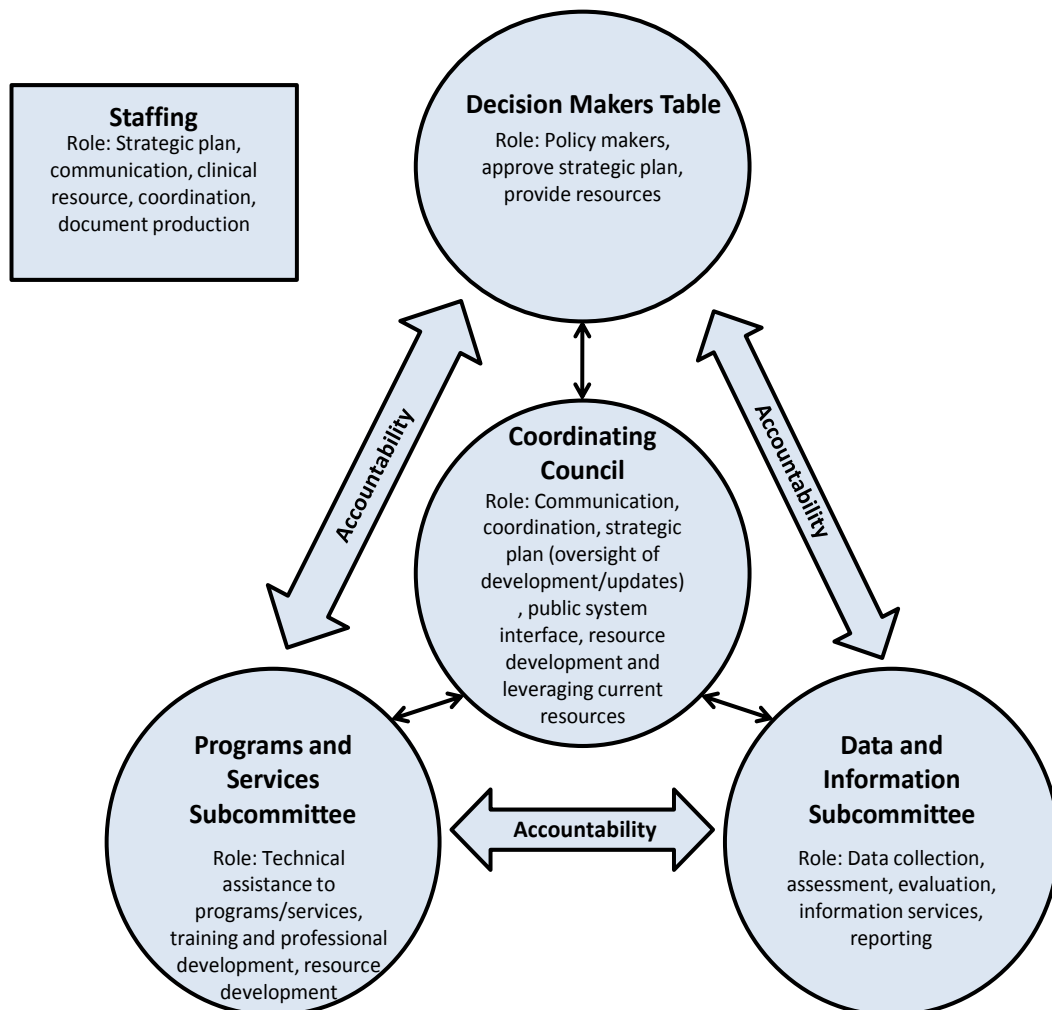 Staffing
Role: Strategic plan,
communication, clinical
resource, coordination,
document production
Decision Makers Table
Role: Policy makers,
approve strategic plan,
provide resources
Accountability
Accountability
Coordinating
Council
Role: Communication,
coordination, strategic
plan (oversight of
development/updates)
, public system
interface, resource
development and
leveraging current
resources
Programs and
Services
Subcommittee
Role: Technical
assistance to
programs/services,
training and professional
development, resource
development
Accountability
Data and
Information
Subcommittee
Role: Data collection,
assessment, evaluation,
information services,
reporting